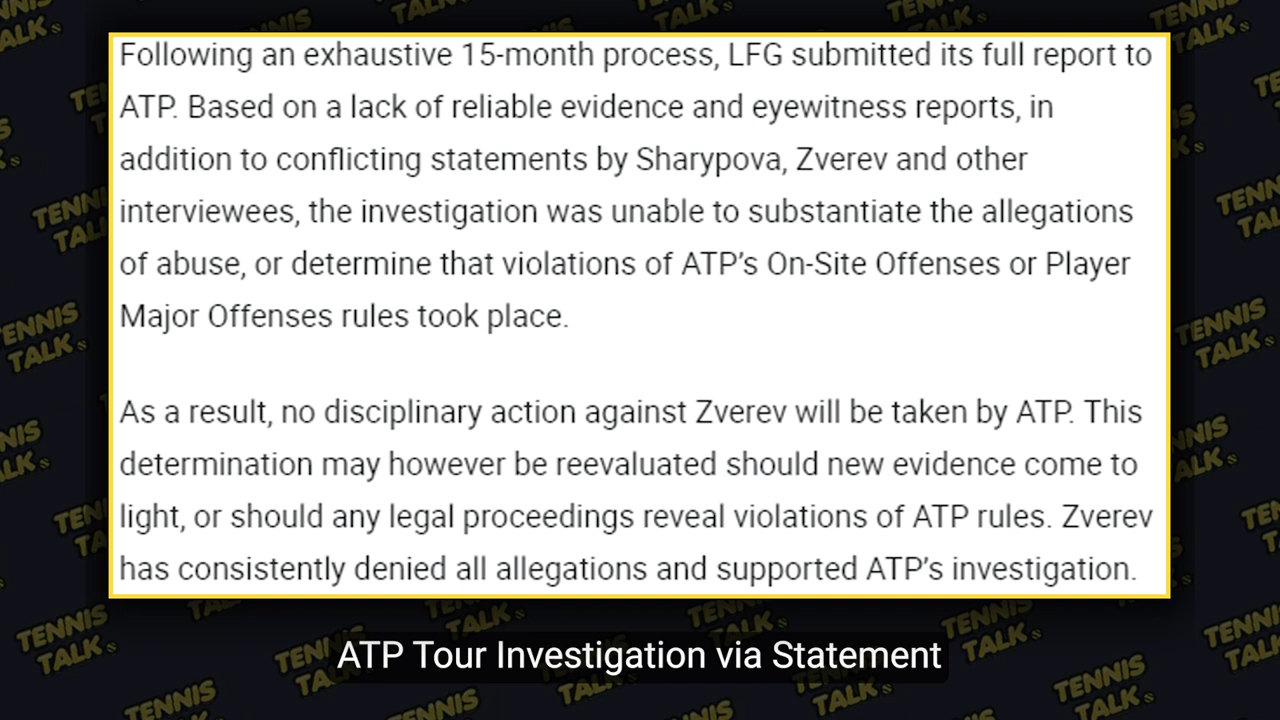 Following an exhaustive 15-month process, LFG submitted its full report to
ATP. Based on a lack of reliable evidence and eyewitness reports, in
addition to conflicting statements by Sharypova, Zverev and other
interviewees, the investigation was unable to substantiate the allegations
of abuse, or determine that violations of ATP’s On-Site Offenses or Player
Major Offenses rules took place.
As a result, no disciplinary action against Zverev will be taken by ATP. This
determination may however be reevaluated should new evidence come to
light, or should any legal proceedings reveal violations of ATP rules. Zverev
has consistently denied all allegations and supported ATP’s investigation.
ATP Tour Investigation via Statement
TENNIS
TALK